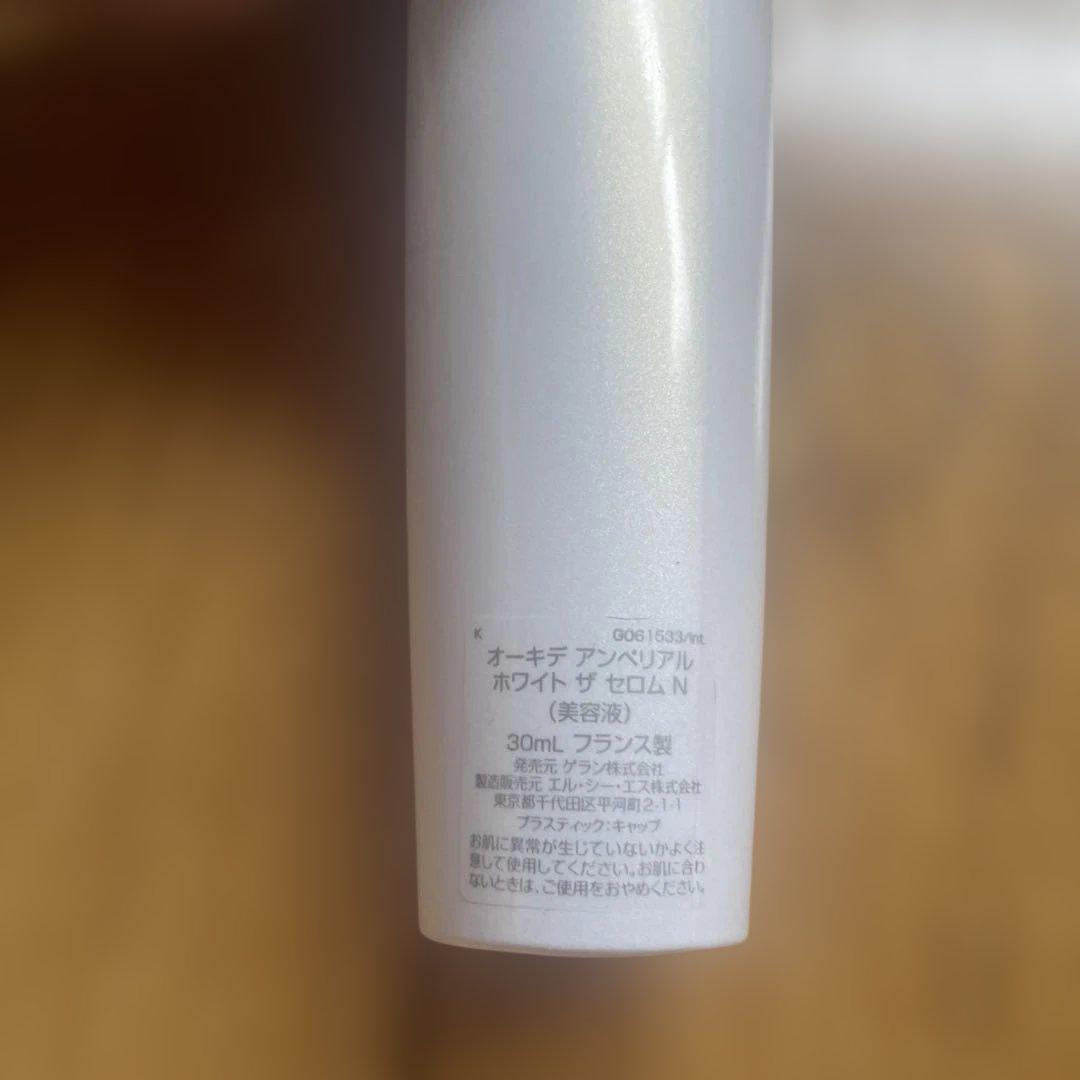 K G061533/int.
オーキデ アンペリアル
ホワイト ザ セロム N
(美容液)
30mL フランス製
発売元 ゲラン株式会社
製造販売元 エル・シー・エス株式会社
東京都千代田区平河町2-1-1
プラスティック:キャップ
お肌に異常が生じていないかよく注
意して使用してください。お肌に合わ
ないときは、ご使用をおやめください。